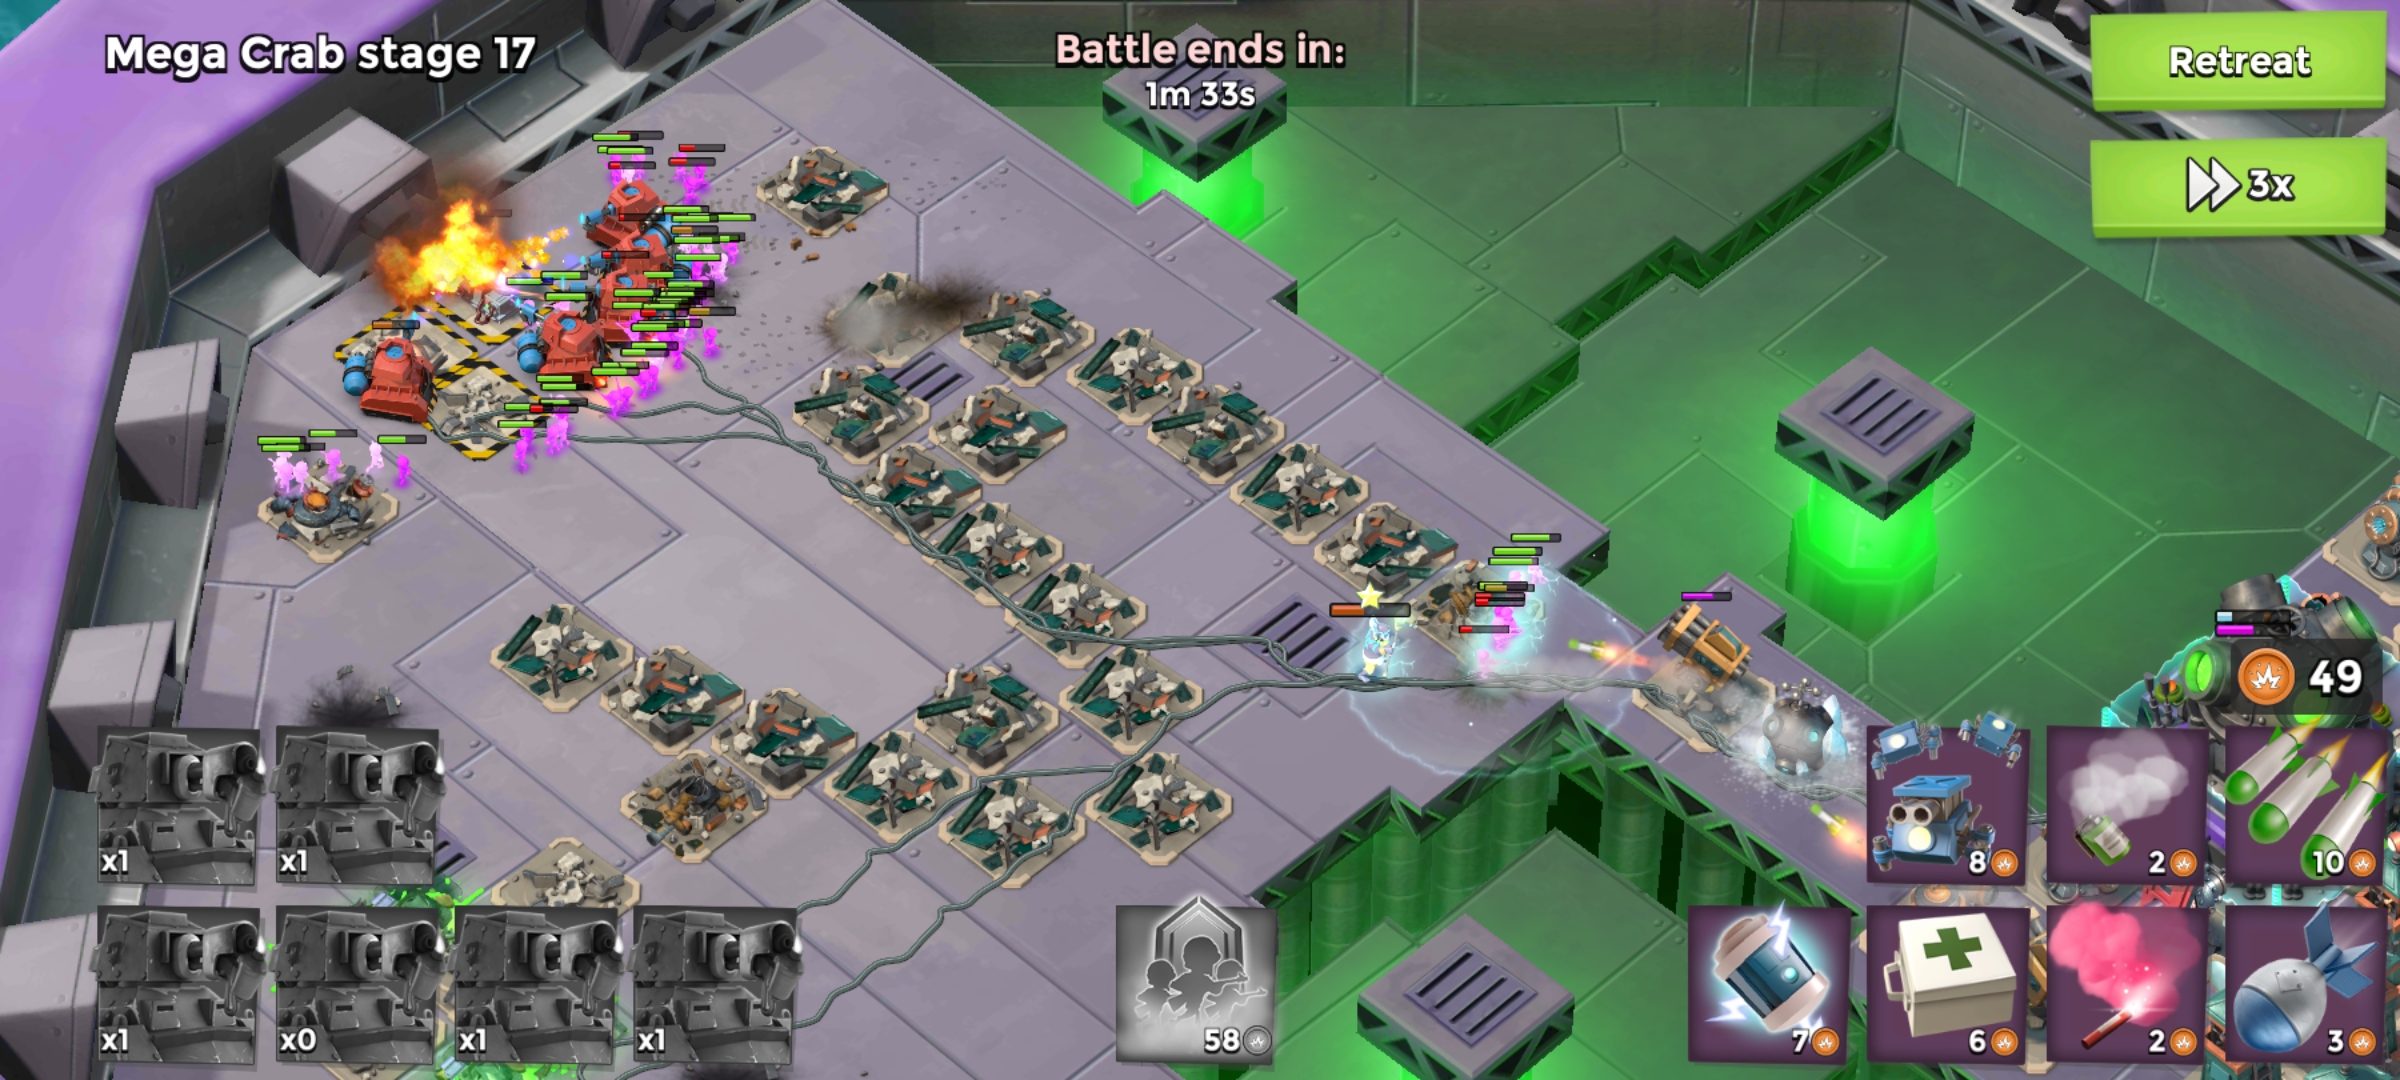 Mega Crab stage 17
Battle ends in:
1m 33s
Retreat
3x
49
x1
x1
8
2
10
x1
x0
x1
x1
58
7
6
2
3